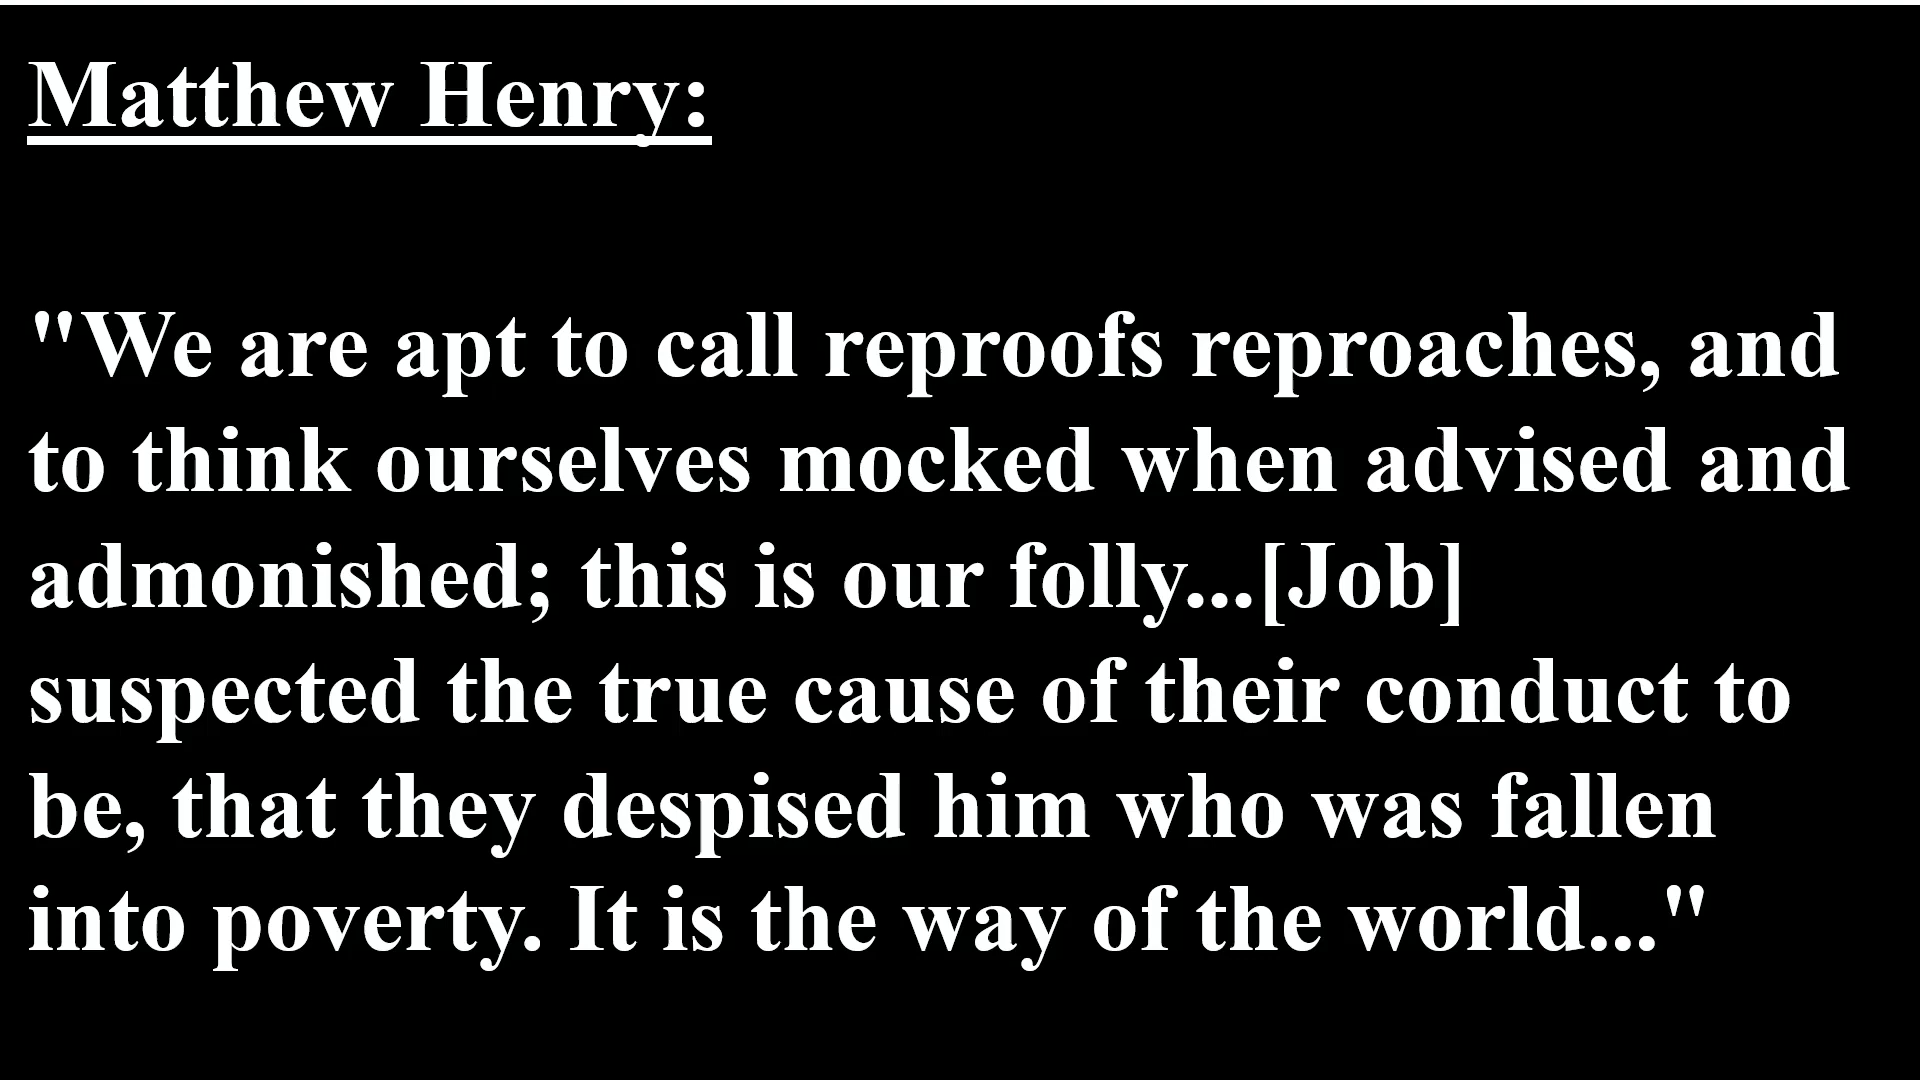 Matthew Henry:
"We are apt to call reproofs reproaches, and
to think ourselves mocked when advised and
admonished; this is our folly...[Job]
suspected the true cause of their conduct to
be, that they despised him who was fallen
into poverty. It is the way of the world..."